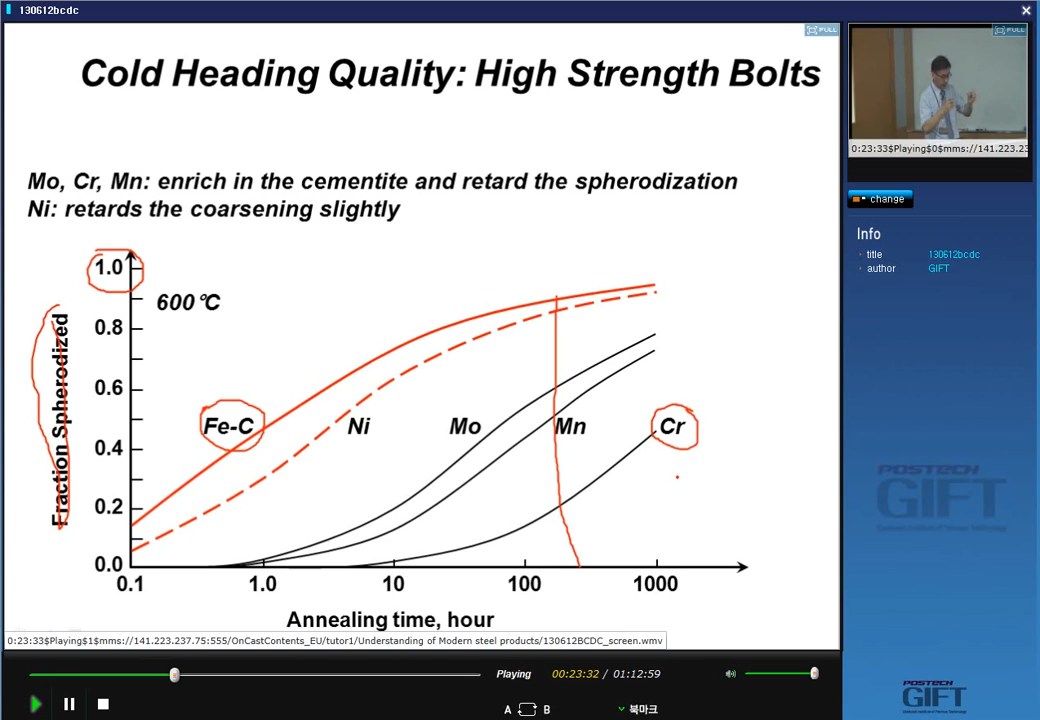 130612bcdc
FULL
Cold Heading Quality: High Strength Bolts
Mo, Cr, Mn: enrich in the cementite and retard the spherodization
Ni: retards the coarsening slightly
1.0
0.8
0.6
0.4
0.2
0.0
Fraction Spherodized
600°C
Fe-C
Ni
Mo
Mn
Cr
0.1
1.0
10
100
1000
Annealing time, hour
0:23:33$Playing$1$mms://141.223.237.75:555/OnCastContents_EU/tutor1/Understanding of Modern steel products/130612BCDC_screen.wmv
Playing
00:23:32 / 01:12:59
A B
북마크
FULL
0:23:33$Playing$0$mms://141.223.23
change
Info
title 130612bcdc
author GIFT
POSTECH
GIFT
POSTECH
GIFT